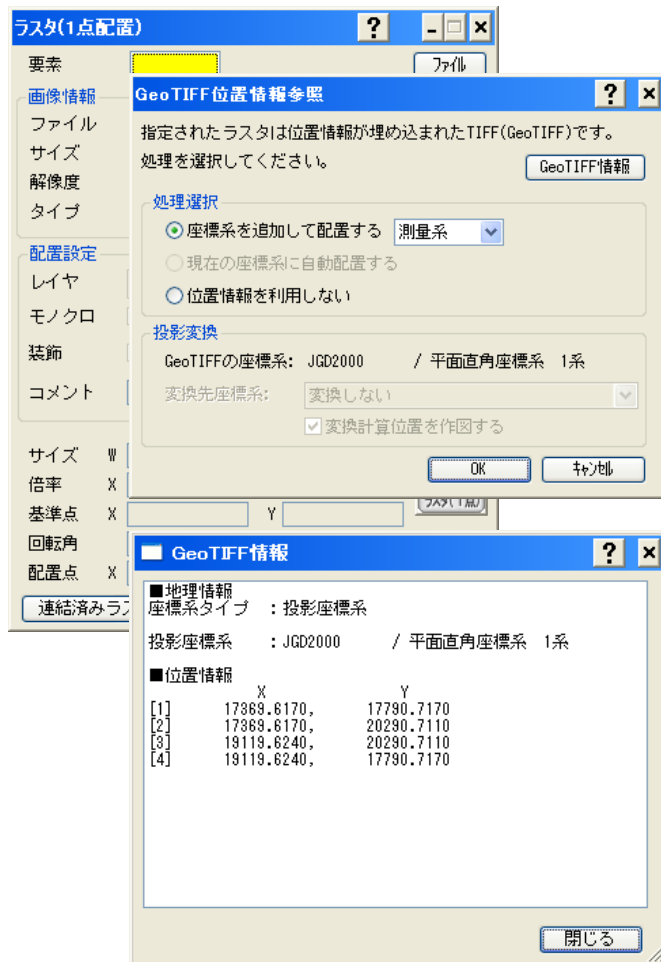 ラスタ(1点配置)
要素
ファイル
画像情報
ファイル
サイズ
解像度
タイプ
配置設定
レイヤ
モノクロ
装飾
コメント
サイズ W
倍率 X
基準点 X Y
回転角
配置点 X
ラスタ(1点)
連結済みラス
GeoTIFF位置情報参照
指定されたラスタは位置情報が埋め込まれたTIFF(GeoTIFF)です。
処理を選択してください。
GeoTIFF情報
処理選択
座標系を追加して配置する 測量系
現在の座標系に自動配置する
位置情報を利用しない
投影変換
GeoTIFFの座標系: JGD2000 / 平面直角座標系 1系
変換先座標系: 変換しない
変換計算位置を作図する
OK キャンセル
GeoTIFF情報
■地理情報
座標系タイプ :投影座標系
投影座標系 :JGD2000 / 平面直角座標系 1系
■位置情報
X Y
[1] 17369.6170, 17790.7170
[2] 17369.6170, 20290.7110
[3] 19119.6240, 20290.7110
[4] 19119.6240, 17790.7170
閉じる